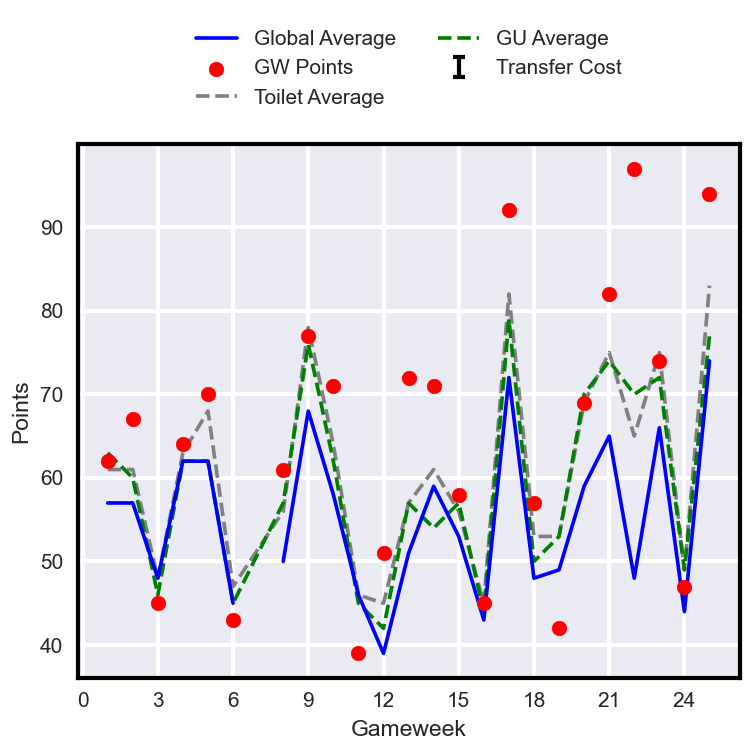 Global Average
GW Points
Toilet Average
GU Average
Transfer Cost
Points
90
80
70
60
50
40
0 3 6 9 12 15 18 21 24
Gameweek